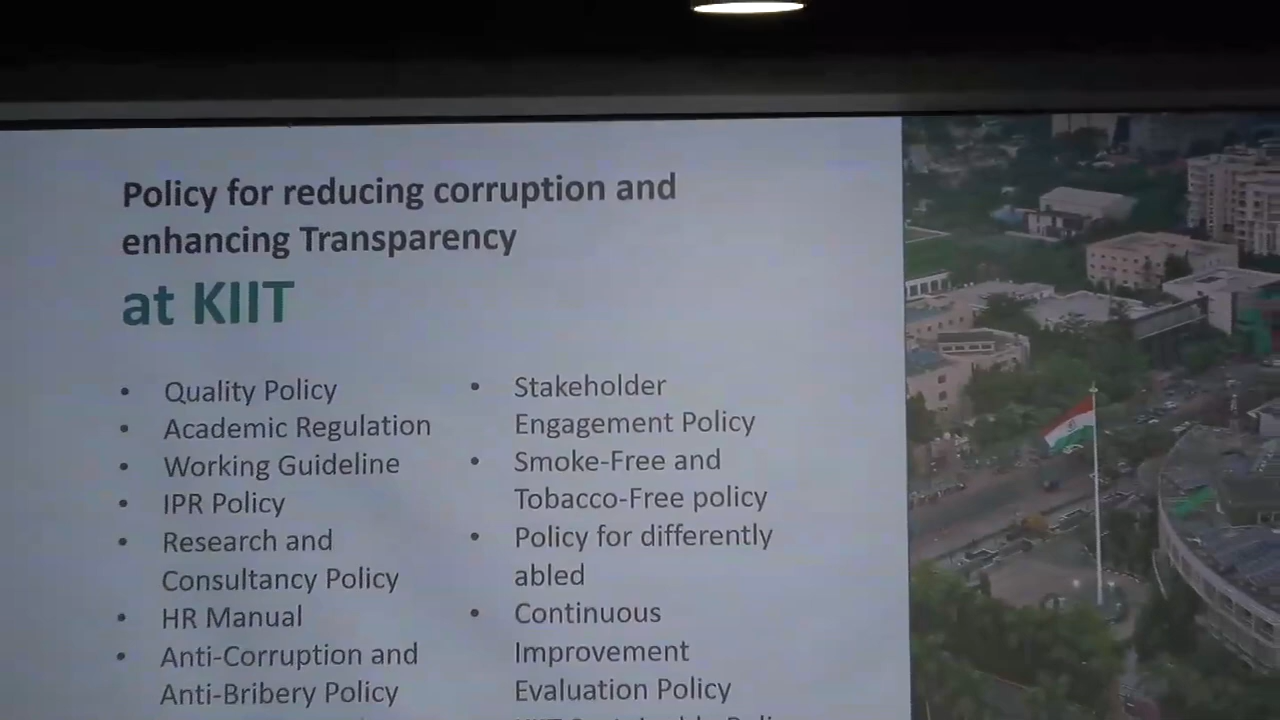 Policy for reducing corruption and
enhancing Transparency
at KIIT
• Quality Policy
• Academic Regulation
• Working Guideline
• IPR Policy
• Research and
Consultancy Policy
• HR Manual
• Anti-Corruption and
Anti-Bribery Policy
• Stakeholder
Engagement Policy
• Smoke-Free and
Tobacco-Free policy
• Policy for differently
abled
• Continuous
Improvement
Evaluation Policy